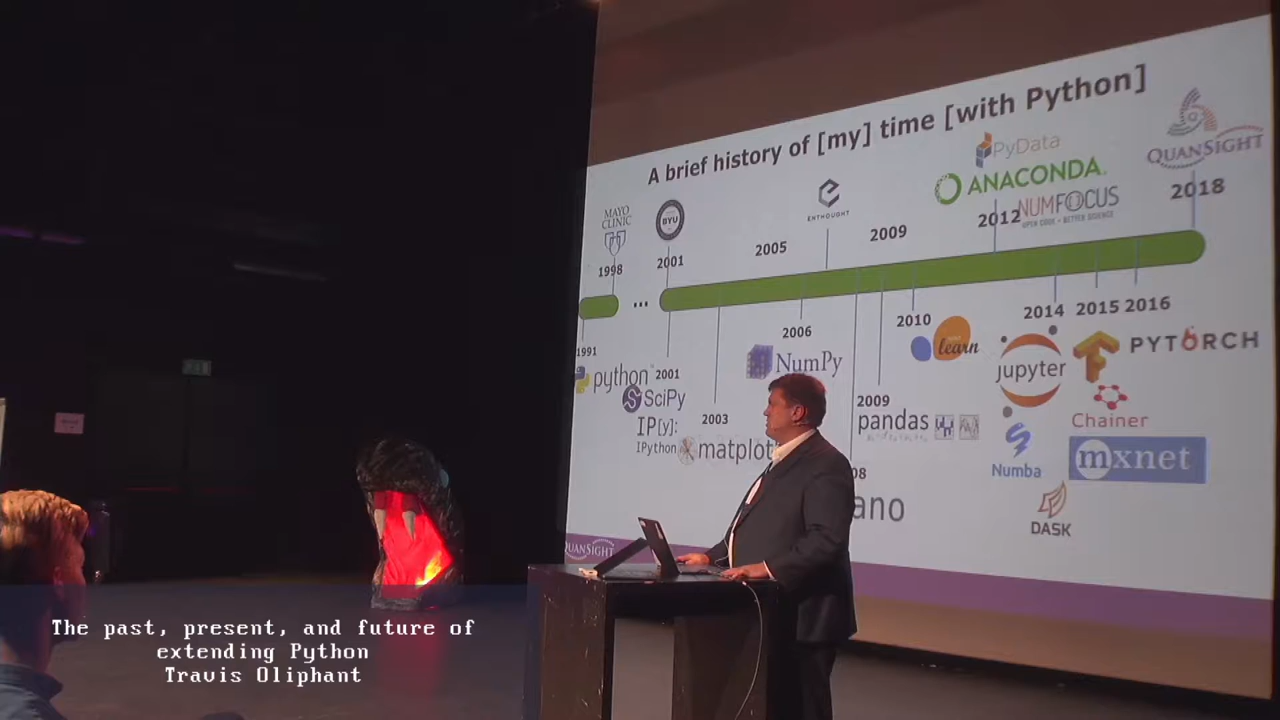 A brief history of [my] time [with Python]
PyData
ANACONDA.
NUMFOCUS
OPEN CODE = BETTER SCIENCE
QUANSIGHT
MAYO
CLINIC
BYU
ENTHOUGHT
1998
2001
2005
2009
2012
2018
...
1991
python
2001
SciPy
IP[y]:
IPython
2003
matplot
2006
NumPy
2009
pandas
08
ano
2010
learn
2014
jupyter
Numba
DASK
2015
2016
PYTORCH
Chainer
mxnet
QUANSIGHT
The past, present, and future of
extending Python
Travis Oliphant